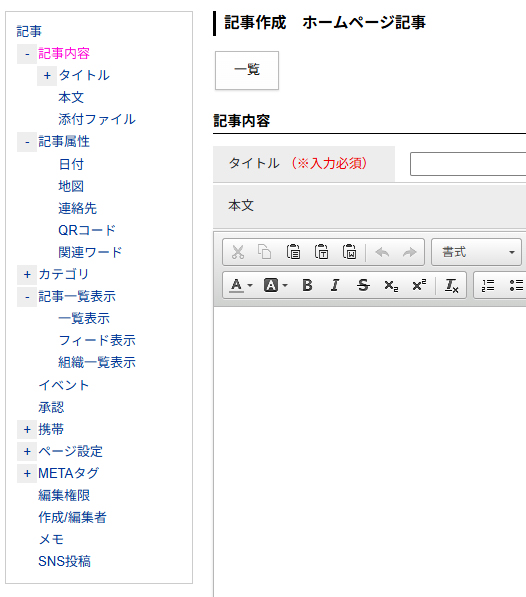 記事
- 記事内容
+ タイトル
本文
添付ファイル
- 記事属性
日付
地図
連絡先
QRコード
関連ワード
+ カテゴリ
- 記事一覧表示
一覧表示
フィード表示
組織一覧表示
イベント
承認
+ 携帯
+ ページ設定
+ METAタグ
編集権限
作成/編集者
メモ
SNS投稿
記事作成　ホームページ記事
一覧
記事内容
タイトル （※入力必須）
本文
書式
A A B I S x₂ x² Tx